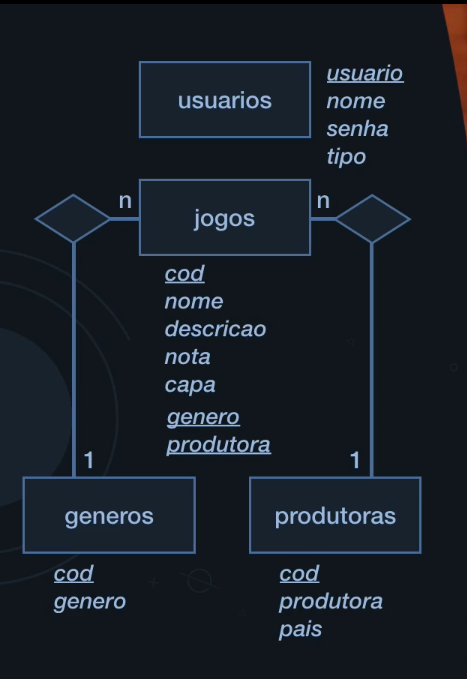 usuarios
usuario
nome
senha
tipo
n
jogos
n
cod
nome
descricao
nota
capa
genero
produtora
1
1
generos
produtoras
cod
genero
cod
produtora
pais